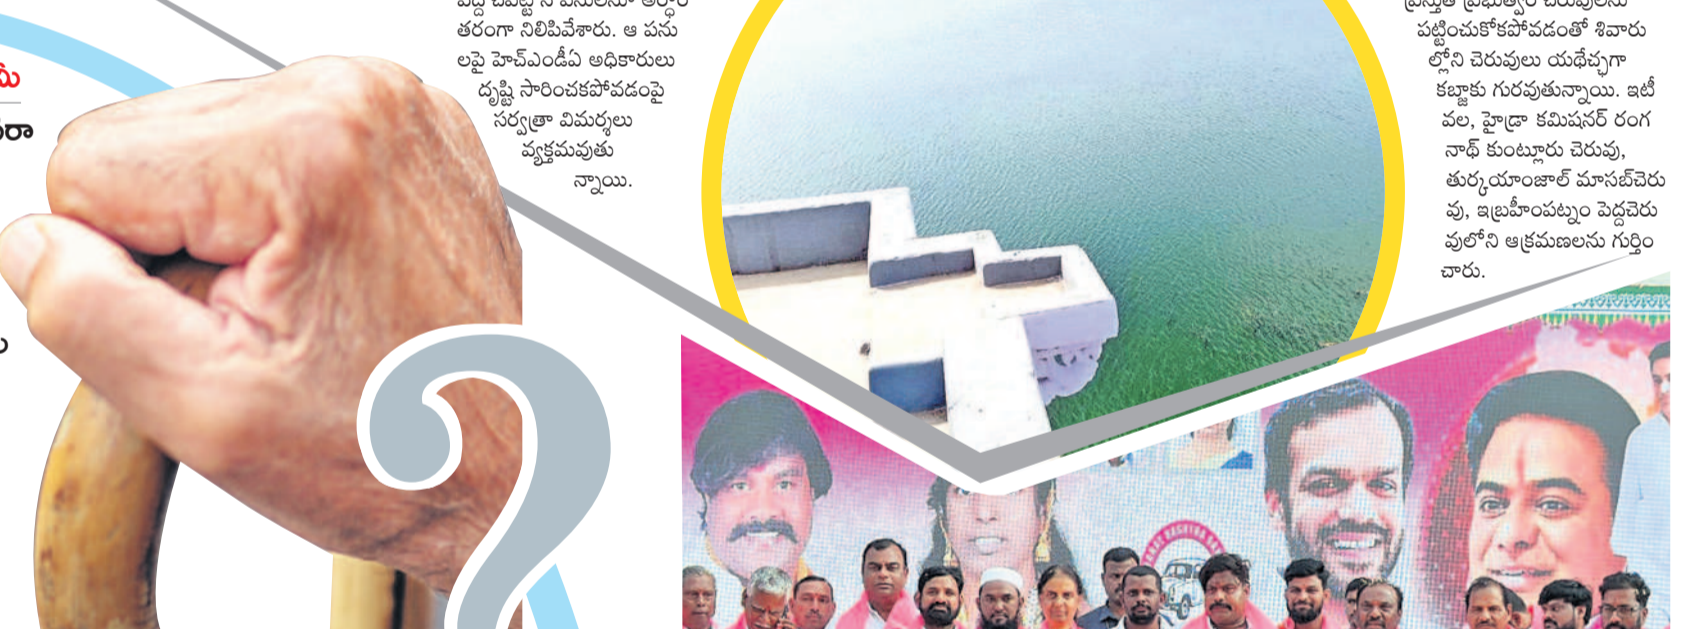 మీ
తరంగా నిలిపివేశారు. ఆ పను
లపై హెచ్ఎండీఏ అధికారులు
దృష్టి సారించకపోవడంపై
సర్వత్రా విమర్శలు
వ్యక్తమవుతు
న్నాయి.
పట్టించుకోకపోవడంతో శివారు
ల్లోని చెరువులు యథేచ్ఛగా
కబ్జాకు గురవుతున్నాయి. ఇటీ
వల, హైడ్రా కమిషనర్ రంగ
నాథ్ కుంట్లూరు చెరువు,
తుర్కయాంజాల్ మాసబ్‌చెరు
వు, ఇబ్రహీంపట్నం పెద్దచెరు
వులోని ఆక్రమణలను గుర్తిం
చారు.
?